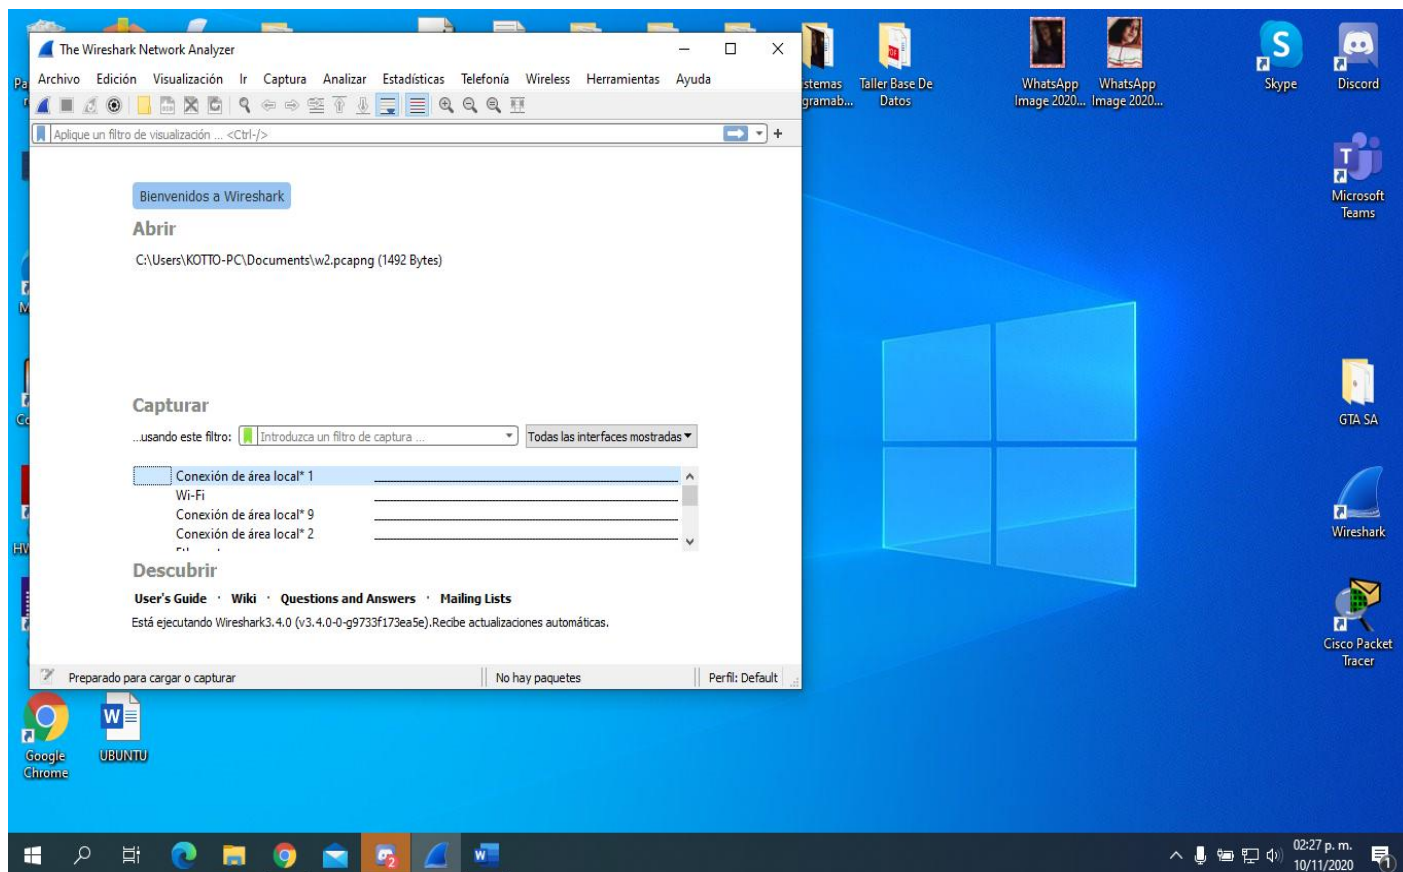 The Wireshark Network Analyzer
Archivo Edición Visualización Ir Captura Analizar Estadísticas Telefonía Wireless Herramientas Ayuda
Aplique un filtro de visualización ... <Ctrl-/>
Bienvenidos a Wireshark
Abrir
C:\Users\KOTTO-PC\Documents\w2.pcapng (1492 Bytes)
Capturar
...usando este filtro: Introduzca un filtro de captura ... Todas las interfaces mostradas
Conexión de área local* 1
Wi-Fi
Conexión de área local* 9
Conexión de área local* 2
Descubrir
User's Guide · Wiki · Questions and Answers · Mailing Lists
Está ejecutando Wireshark3.4.0 (v3.4.0-0-g9733f173ea5e).Recibe actualizaciones automáticas.
Preparado para cargar o capturar No hay paquetes Perfil: Default
Taller Base De
Datos
WhatsApp
Image 2020...
WhatsApp
Image 2020...
Skype
Discord
Microsoft
Teams
GTA SA
Wireshark
Cisco Packet
Tracer
Google
Chrome
UBUNTU
02:27 p. m.
10/11/2020